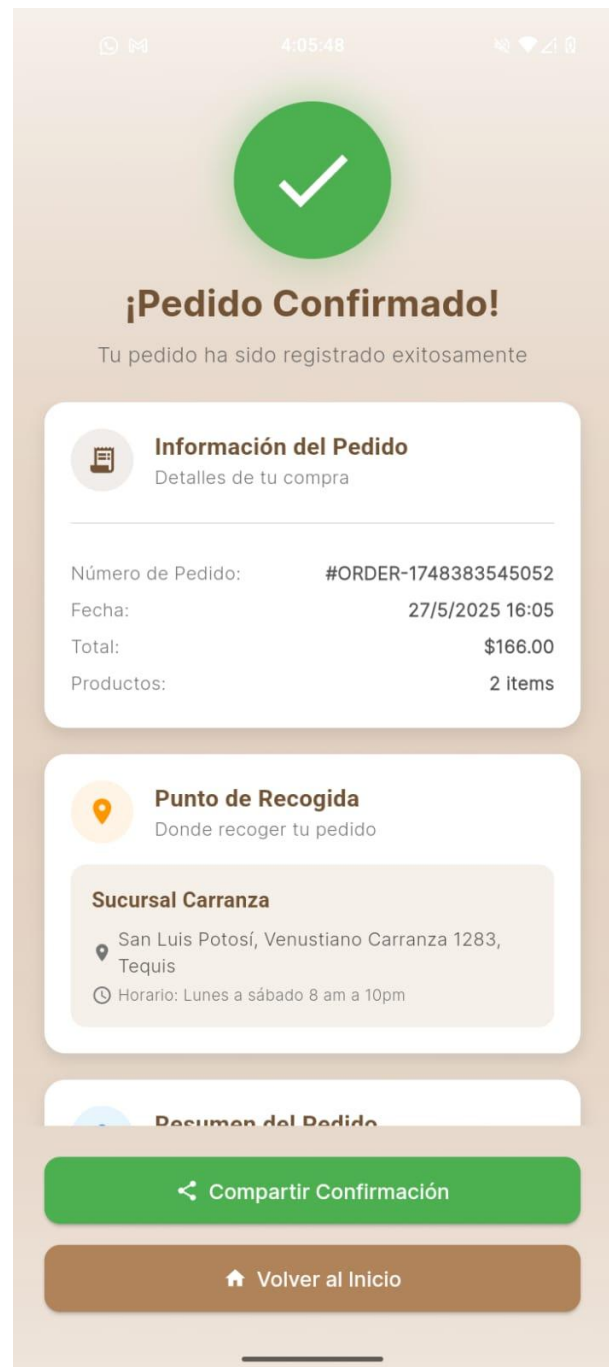 4:05:48
¡Pedido Confirmado!
Tu pedido ha sido registrado exitosamente
Información del Pedido
Detalles de tu compra
Número de Pedido: #ORDER-1748383545052
Fecha: 27/5/2025 16:05
Total: $166.00
Productos: 2 items
Punto de Recogida
Donde recoger tu pedido
Sucursal Carranza
San Luis Potosí, Venustiano Carranza 1283,
Tequis
Horario: Lunes a sábado 8 am a 10pm
Resumen del Pedido
Compartir Confirmación
Volver al Inicio